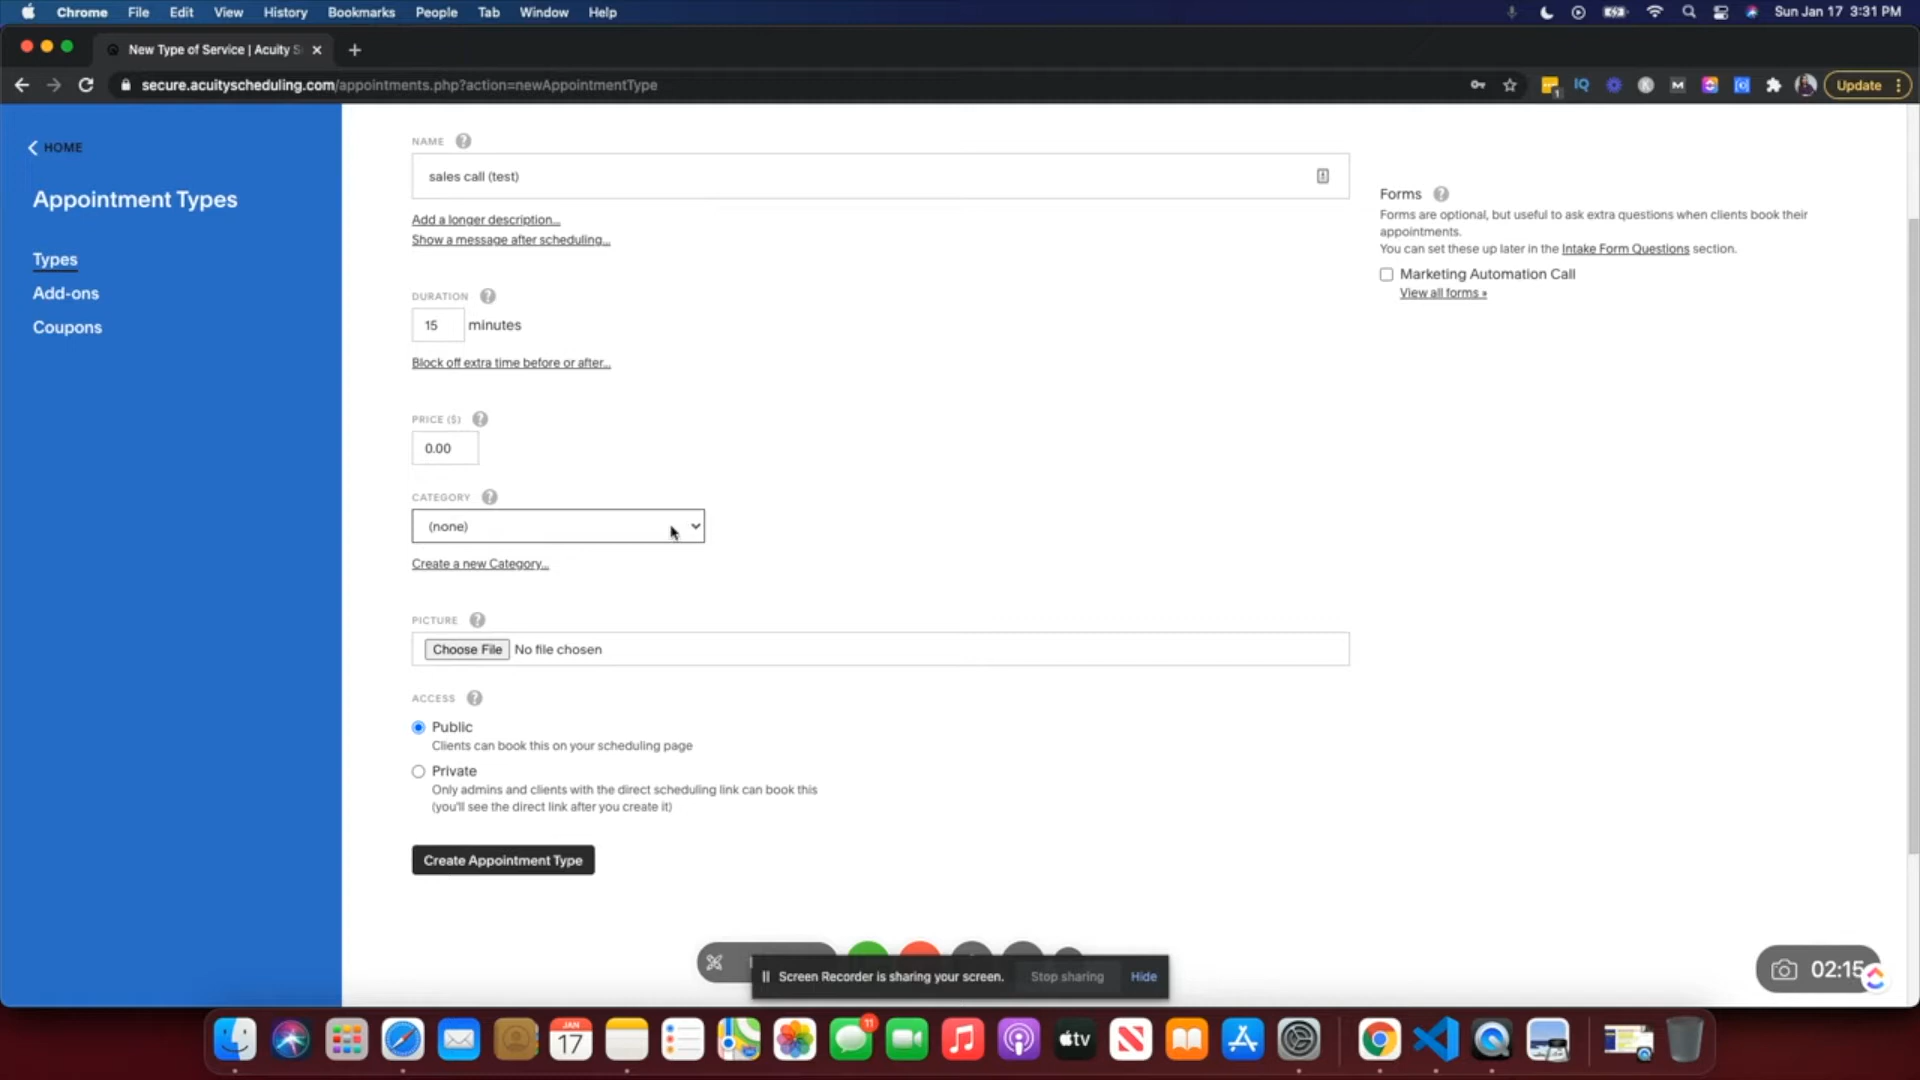 Chrome File Edit View History Bookmarks People Tab Window Help
Sun Jan 17 3:31 PM
New Type of Service | Acuity S
secure.acuityscheduling.com/appointments.php?action=newAppointmentType
1
IQ
Update
HOME
Appointment Types
Types
Add-ons
Coupons
NAME ?
sales call (test)
Add a longer description...
Show a message after scheduling...
DURATION ?
15 minutes
Block off extra time before or after...
PRICE ($) ?
0.00
CATEGORY ?
(none)
Create a new Category...
PICTURE ?
Choose File No file chosen
ACCESS ?
Public
Clients can book this on your scheduling page
Private
Only admins and clients with the direct scheduling link can book this
(you'll see the direct link after you create it)
Create Appointment Type
Forms ?
Forms are optional, but useful to ask extra questions when clients book their
appointments.
You can set these up later in the Intake Form Questions section.
Marketing Automation Call
View all forms »
Screen Recorder is sharing your screen. Stop sharing Hide
02:15
JAN
17
11
tv